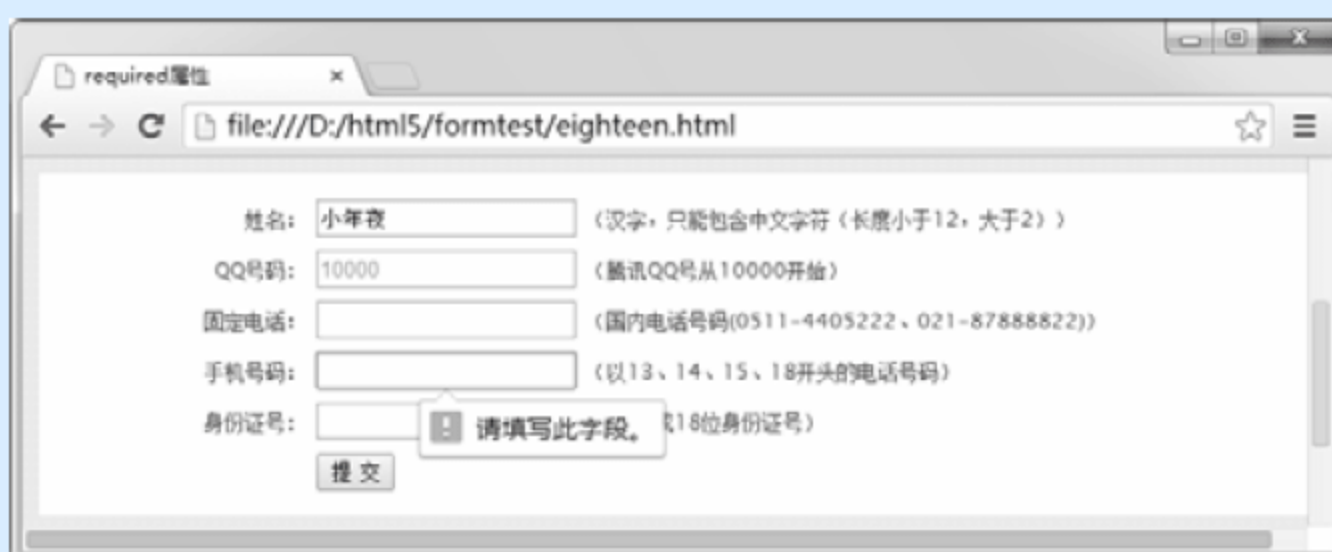 required属性
file:///D:/html5/formtest/eighteen.html
姓名： 小年夜 （汉字，只能包含中文字符（长度小于12，大于2））
QQ号码： 10000 （腾讯QQ号从10000开始）
固定电话： （国内电话号码(0511-4405222、021-87888822)）
手机号码： （以13、14、15、18开头的电话号码）
身份证号： 18位身份证号）
请填写此字段。
提 交